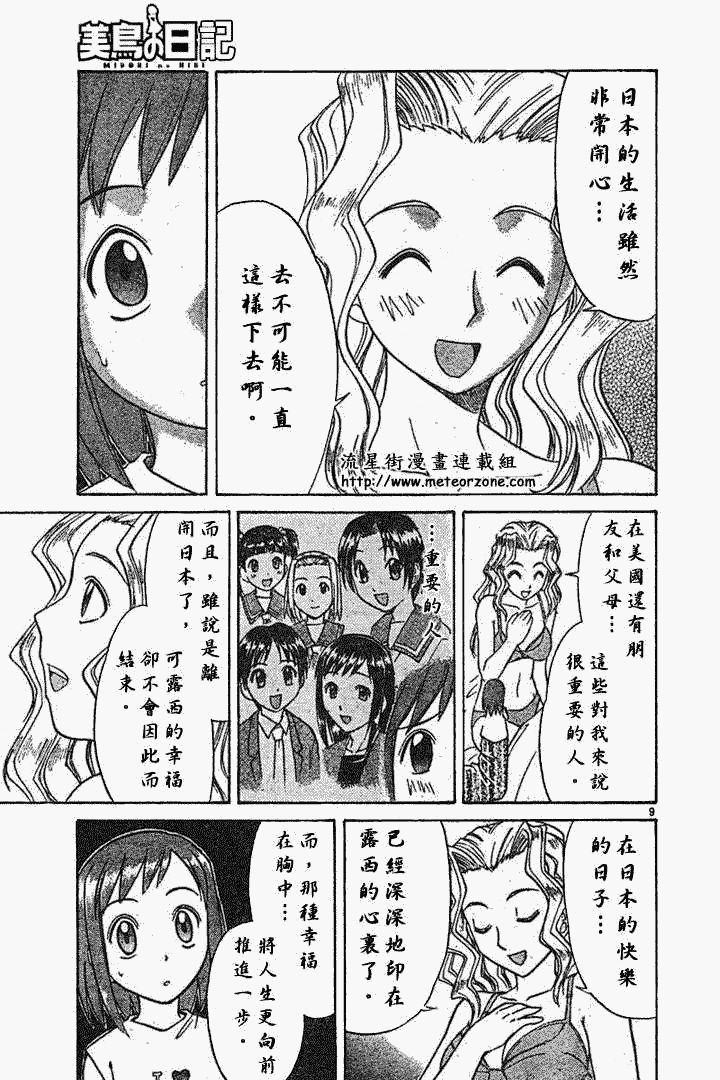 美鳥の日記
MIDORI no HIBI
日本的生活雖然
非常開心…
去不可能一直
這樣下去啊。
流星街漫畫連載組
http://www.meteorzone.com
在美國還有朋
友和父母…
這些對我來說
很重要的人。
…重要的人
而且，雖說是離
開日本了，
可露西的幸福
卻不會因此而
結束。
9
在日本的快樂
的日子…
已經深深地印在
露西的心裏了。
而，那種幸福
在胸中…
將人生更向前
推進一步。
I ♥